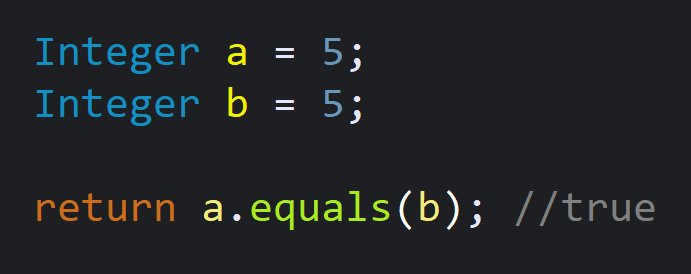 Integer a = 5;
Integer b = 5;
return a.equals(b); //true